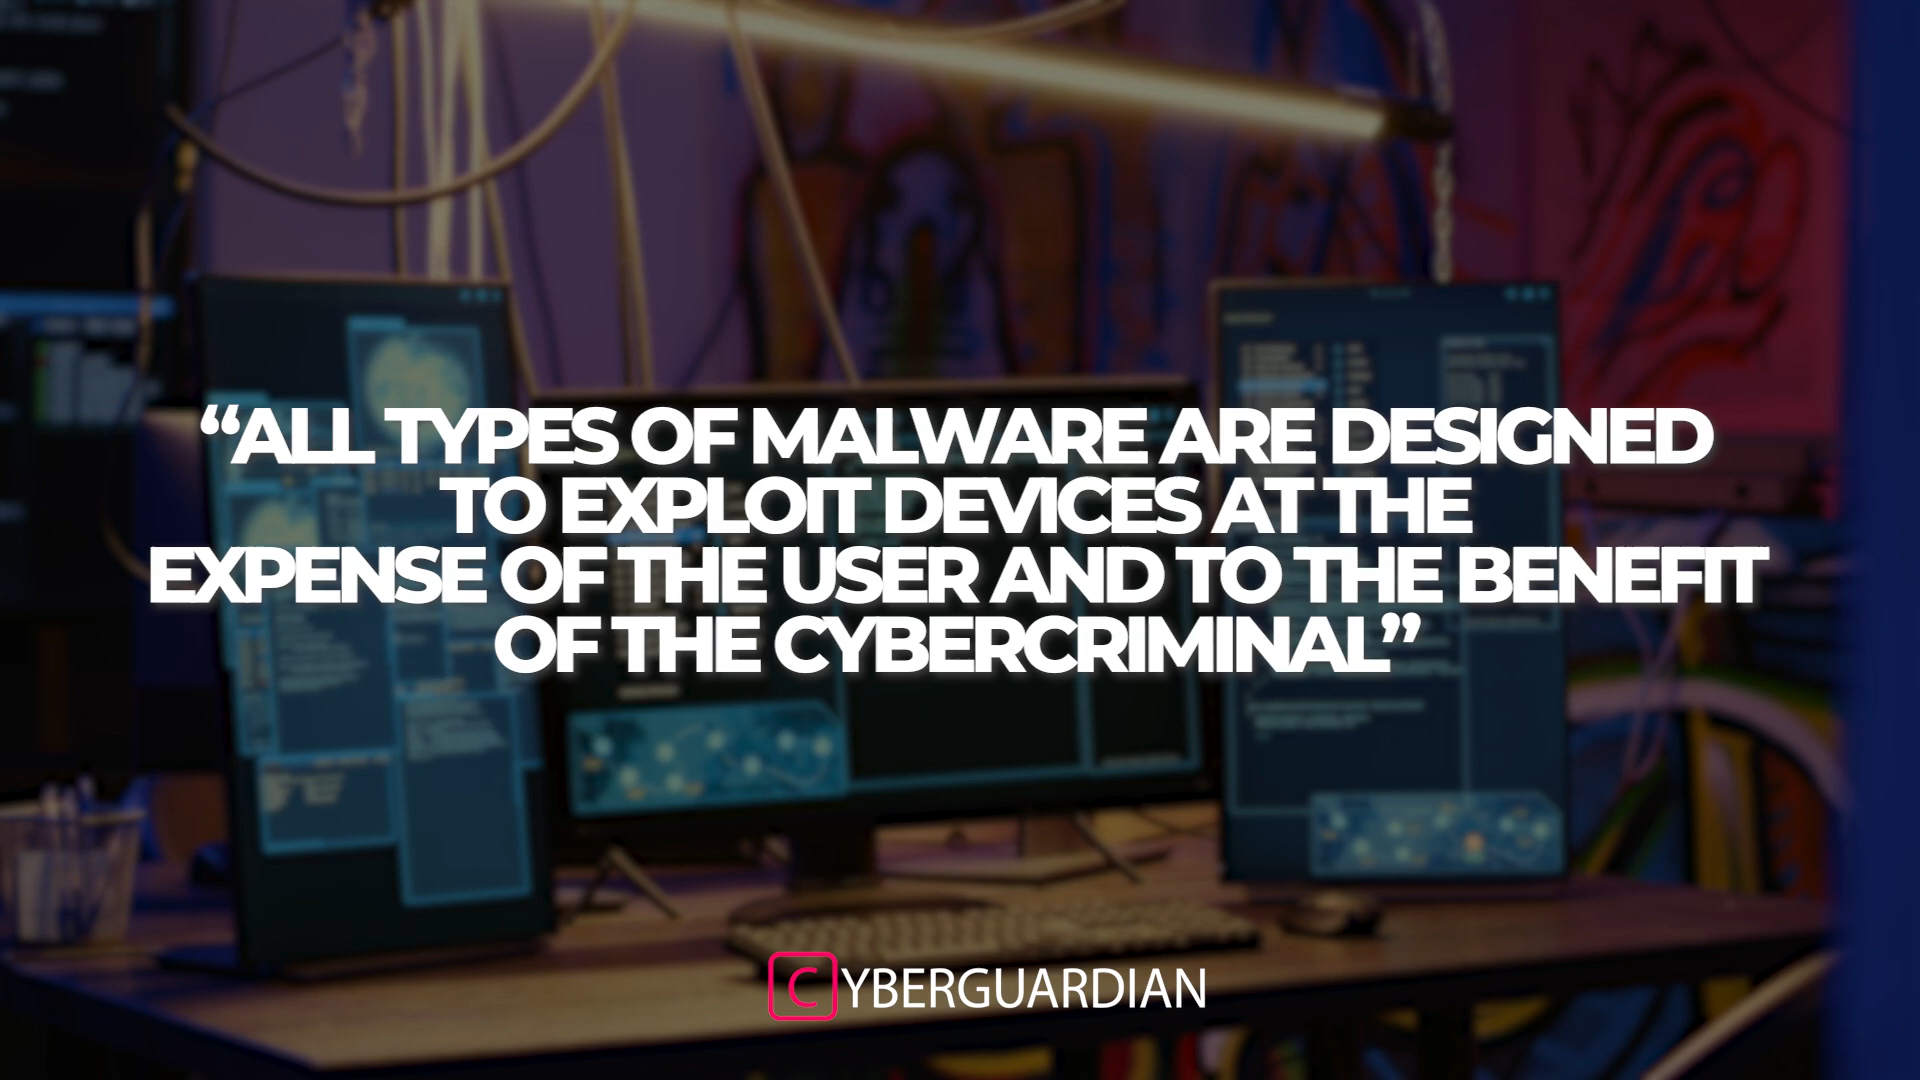 “ALL TYPES OF MALWARE ARE DESIGNED
TO EXPLOIT DEVICES AT THE
EXPENSE OF THE USER AND TO THE BENEFIT
OF THE CYBERCRIMINAL”
CYBERGUARDIAN